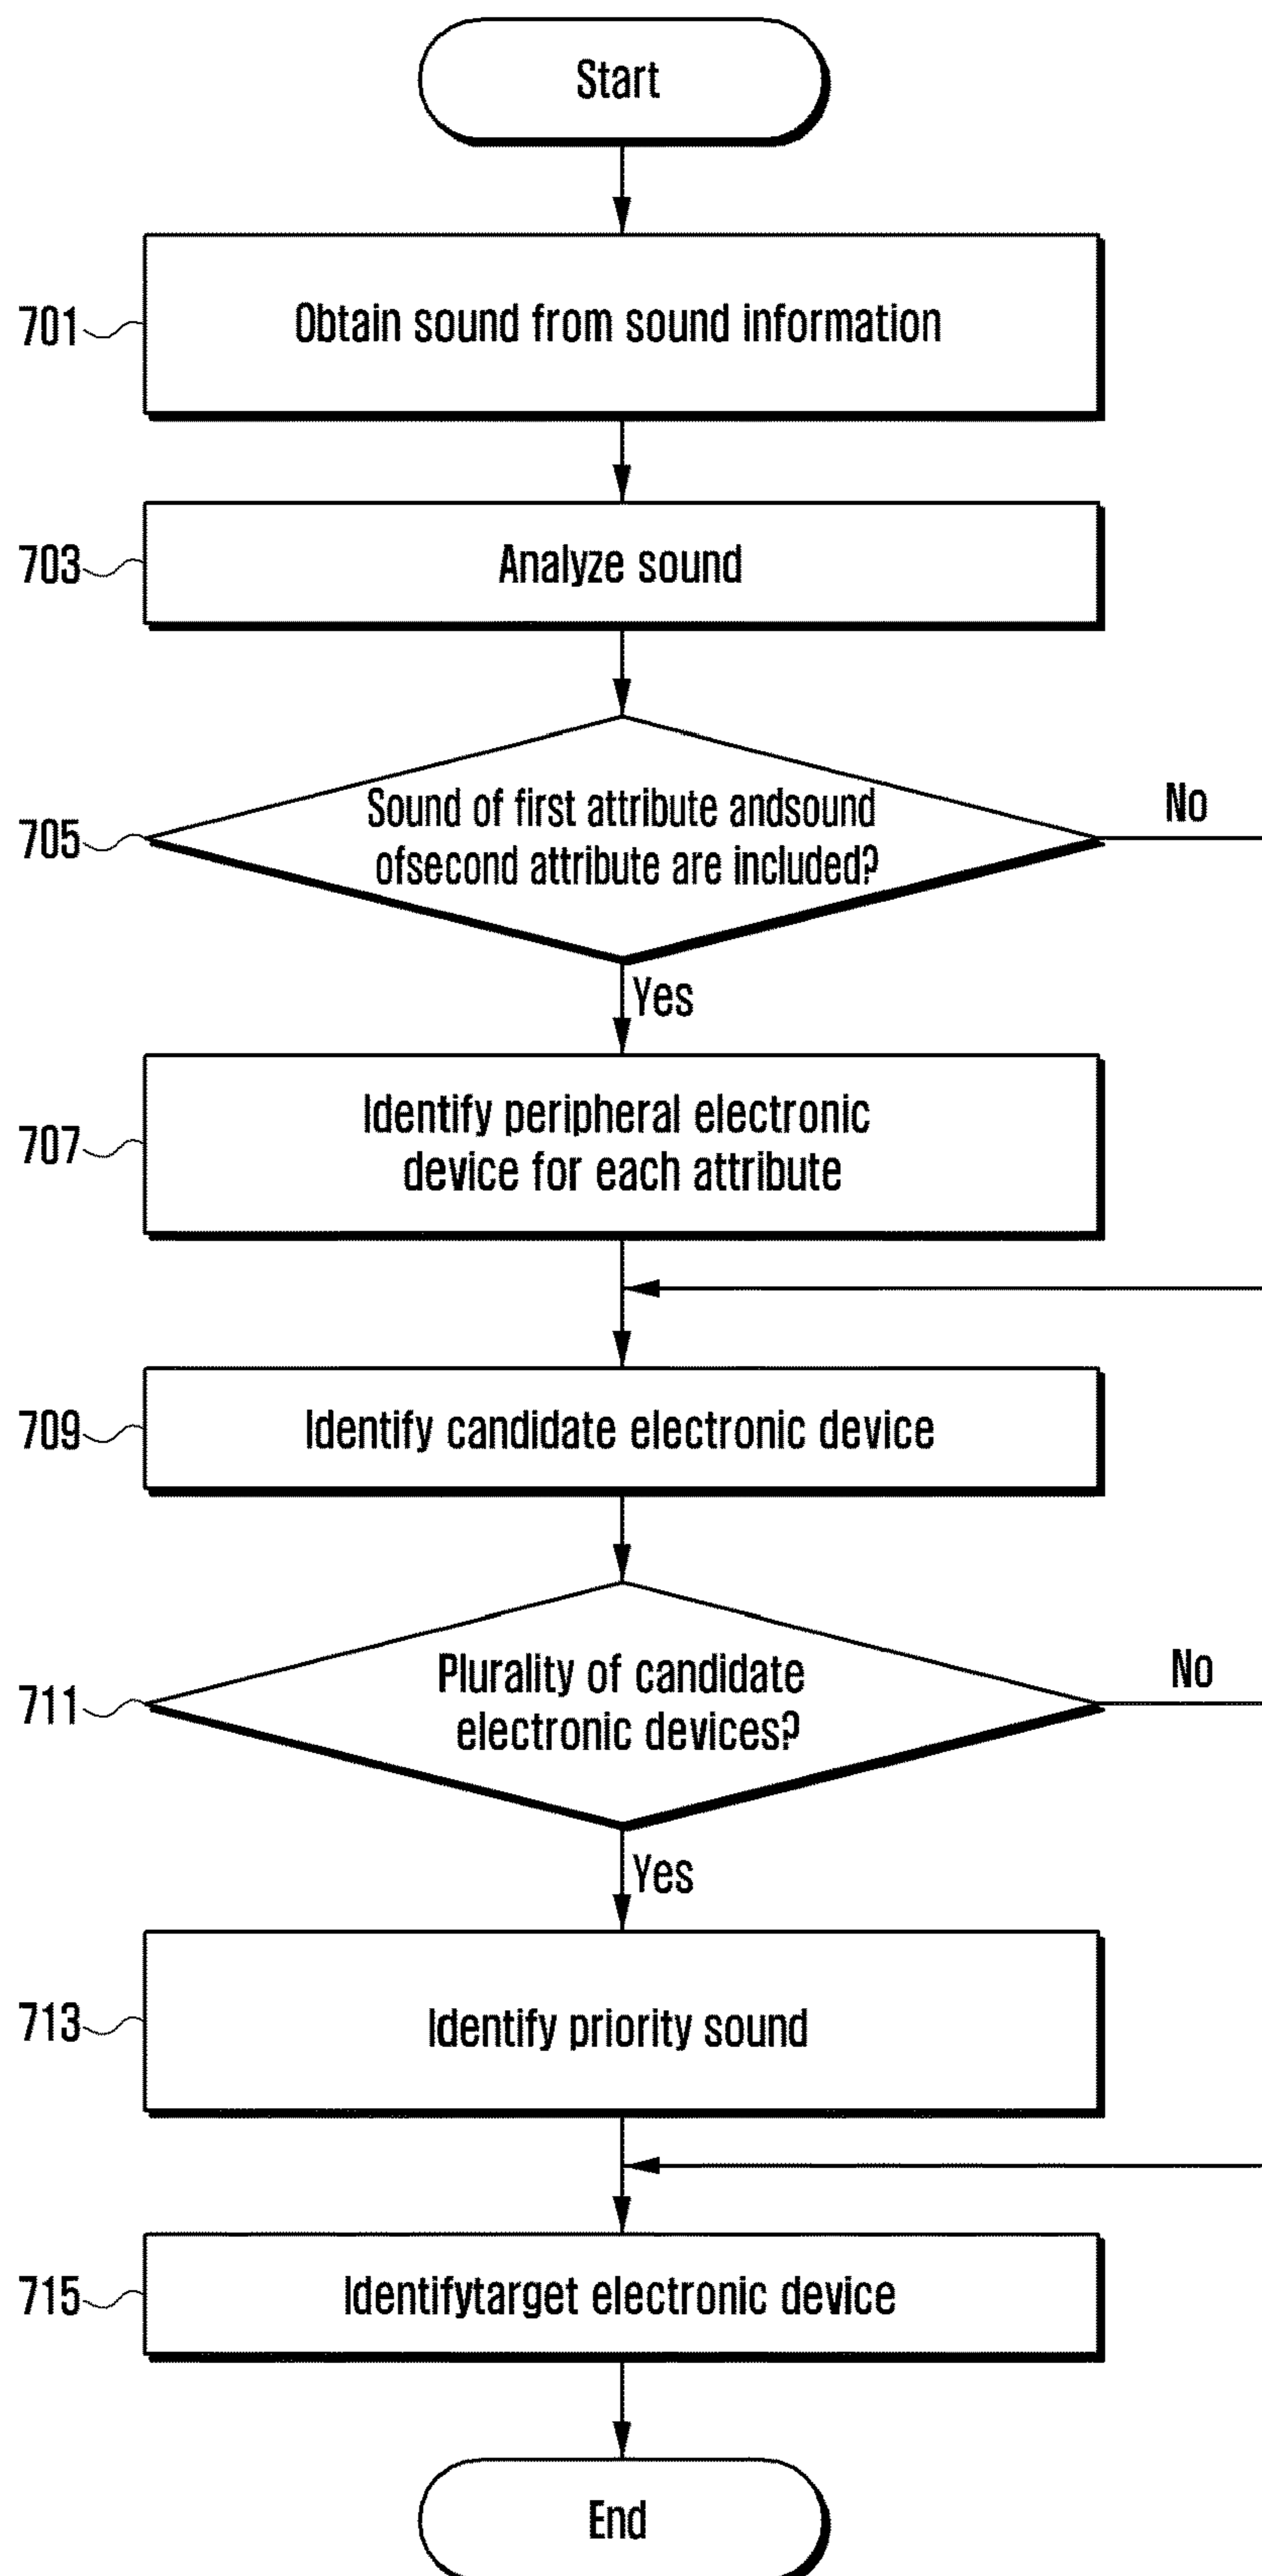 Start
701
Obtain sound from sound information
703
Analyze sound
705
Sound of first attribute andsound
ofsecond attribute are included?
No
Yes
707
Identify peripheral electronic
device for each attribute
709
Identify candidate electronic device
711
Plurality of candidate
electronic devices?
No
Yes
713
Identify priority sound
715
Identifytarget electronic device
End